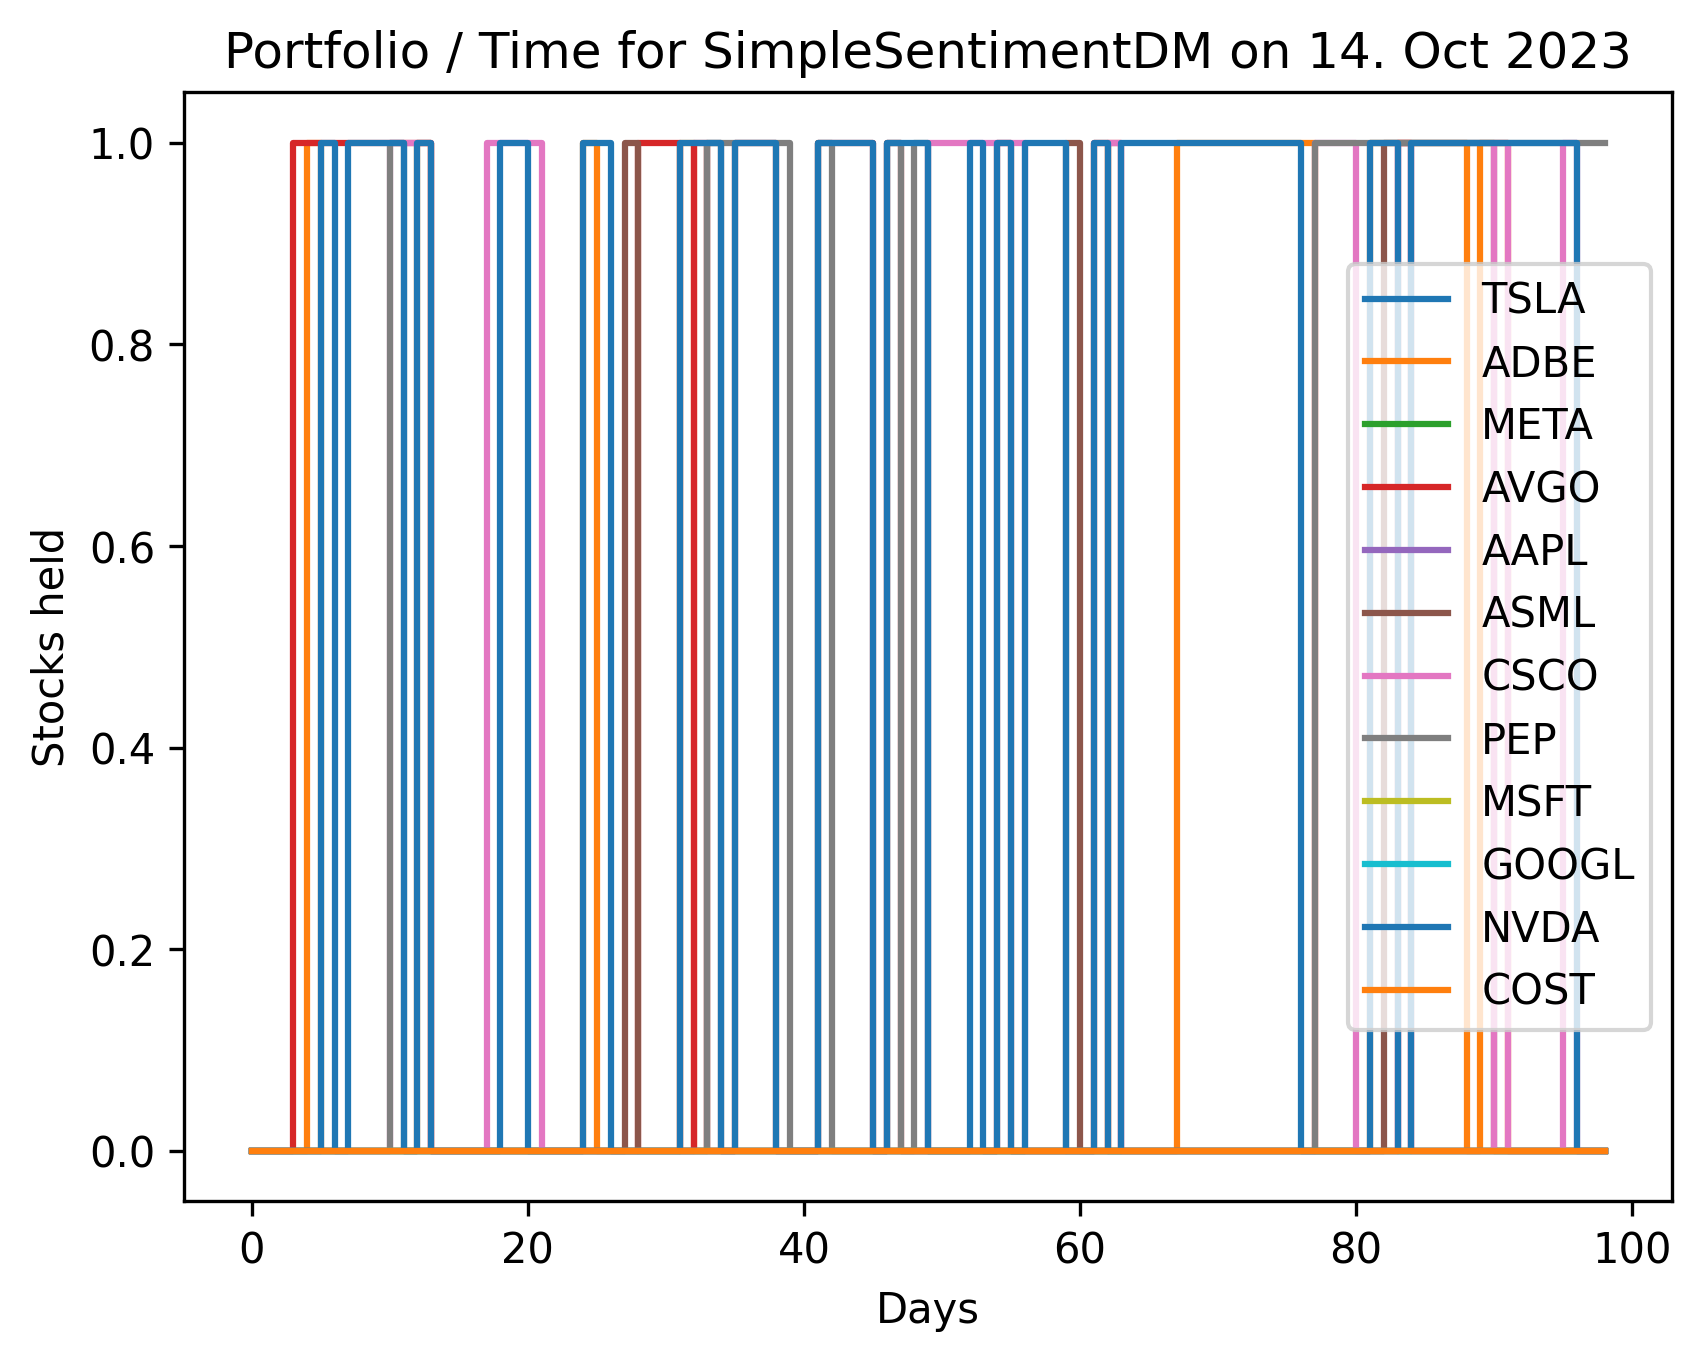 Portfolio / Time for SimpleSentimentDM on 14. Oct 2023
1.0
0.8
0.6
0.4
0.2
0.0
Stocks held
TSLA
ADBE
META
AVGO
AAPL
ASML
CSCO
PEP
MSFT
GOOGL
NVDA
COST
0 20 40 60 80 100
Days